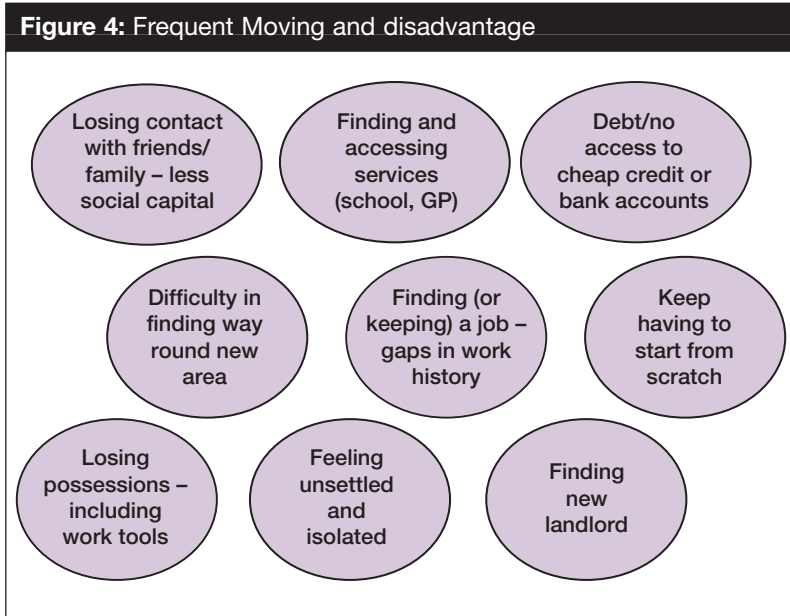 Figure 4: Frequent Moving and disadvantage
Losing contact
with friends/
family – less
social capital
Finding and
accessing
services
(school, GP)
Debt/no
access to
cheap credit or
bank accounts
Difficulty in
finding way
round new
area
Finding (or
keeping) a job –
gaps in work
history
Keep
having to
start from
scratch
Losing
possessions –
including
work tools
Feeling
unsettled
and
isolated
Finding
new
landlord